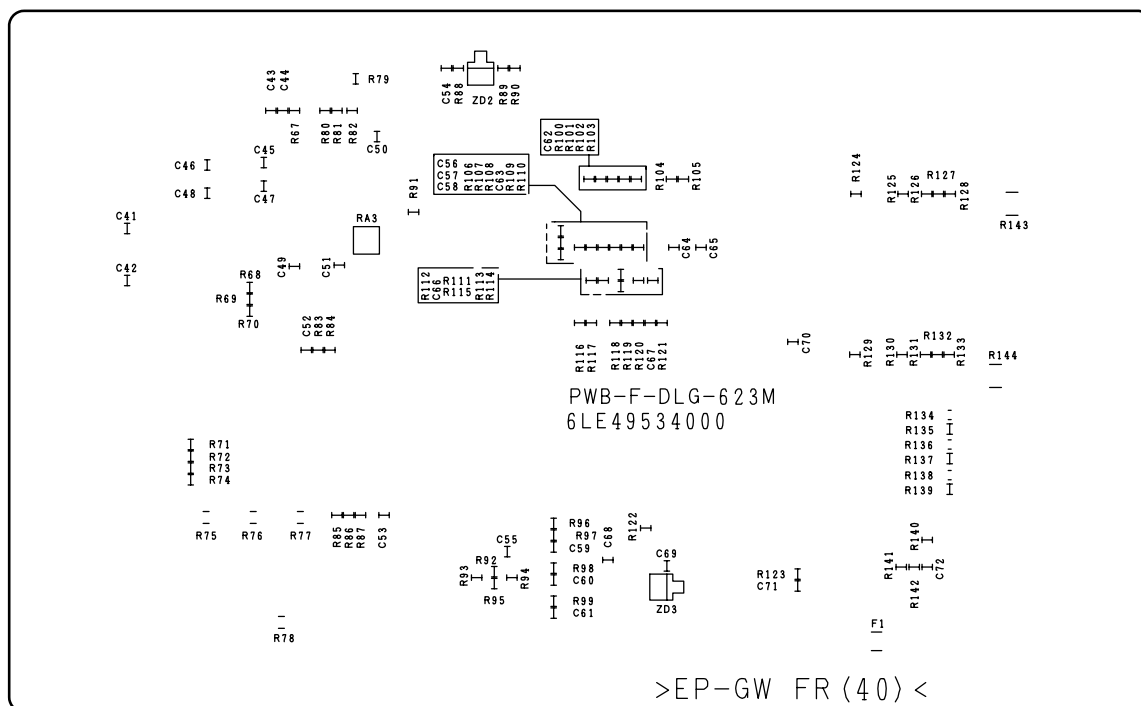 C43
C44
R79
C54
R88
ZD2
R89
R90
R67
R80
R81
R82
C50
C62
R100
R101
R102
R103
C46
C45
C48
C47
C56
C57
C58
R106
R107
R108
C63
R109
R110
R104
R105
R91
R124
R125
R126
R127
R128
R143
C41
RA3
C42
C49
C51
C64
C65
R68
R69
R70
R112
C66
R111
R115
R113
R114
C52
R83
R84
R116
R117
R118
R119
R120
C67
R121
C70
R129
R130
R131
R132
R133
R144
PWB-F-DLG-623M
6LE49534000
R134
R135
R136
R137
R138
R139
R71
R72
R73
R74
R75
R76
R77
R85
R86
R87
C53
C55
R96
R97
C59
C68
R122
R92
R93
R94
R95
R98
C60
R99
C61
C69
ZD3
R123
C71
R140
R141
R142
C72
R78
F1
>EP-GW FR(40)<